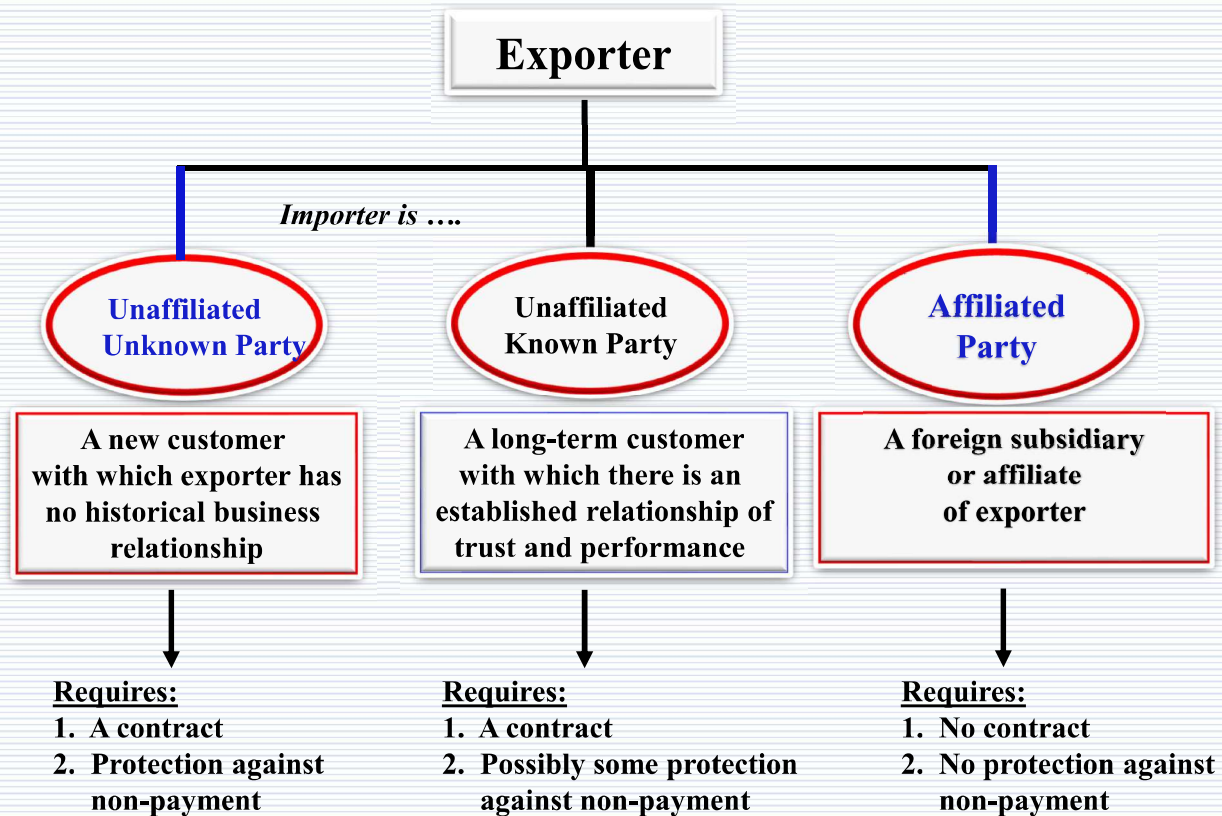 Exporter
Importer is ....
Unaffiliated
Unknown Party
Unaffiliated
Known Party
Affiliated
Party
A new customer
with which exporter has
no historical business
relationship
A long-term customer
with which there is an
established relationship of
trust and performance
A foreign subsidiary
or affiliate
of exporter
Requires:
1. A contract
2. Protection against
non-payment
Requires:
1. A contract
2. Possibly some protection
against non-payment
Requires:
1. No contract
2. No protection against
non-payment